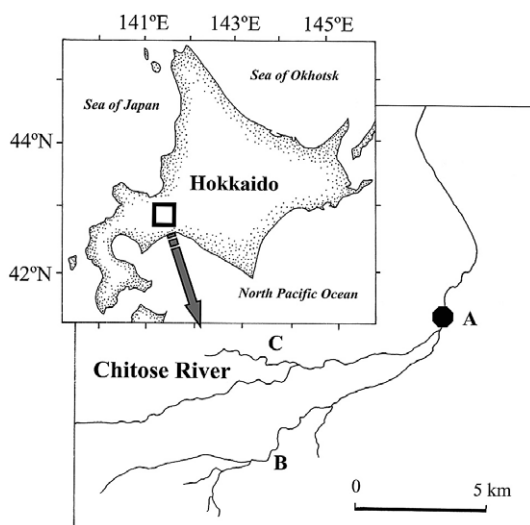 141ºE 143ºE 145ºE
Sea of Okhotsk
Sea of Japan
44ºN
Hokkaido
42ºN
North Pacific Ocean
A
C
Chitose River
B
0 5 km